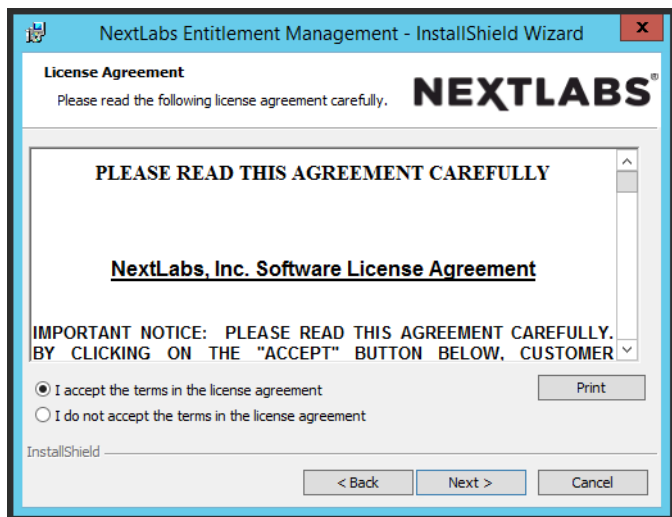 NextLabs Entitlement Management - InstallShield Wizard
x
License Agreement
Please read the following license agreement carefully.
NEXTLABS®
PLEASE READ THIS AGREEMENT CAREFULLY
NextLabs, Inc. Software License Agreement
IMPORTANT NOTICE: PLEASE READ THIS AGREEMENT CAREFULLY.
BY CLICKING ON THE "ACCEPT" BUTTON BELOW, CUSTOMER
I accept the terms in the license agreement
Print
I do not accept the terms in the license agreement
InstallShield
< Back
Next >
Cancel